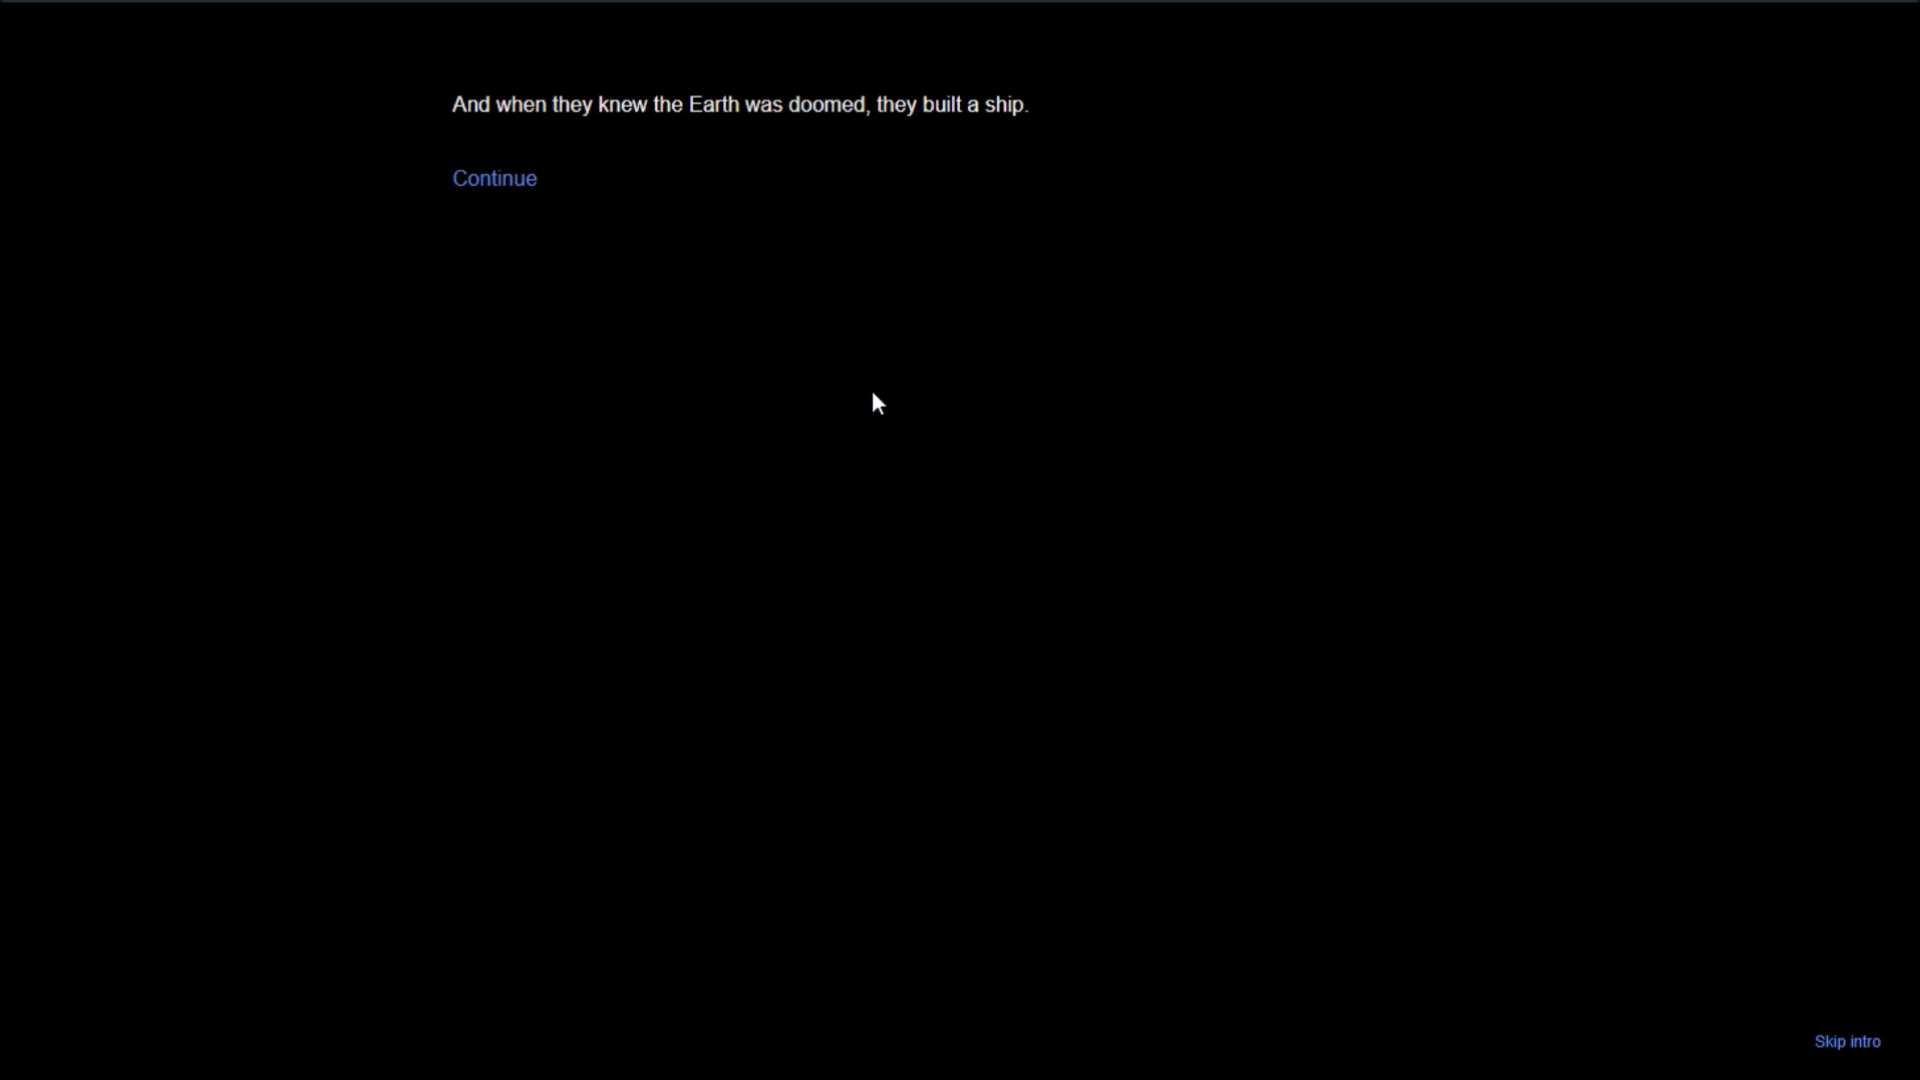 And when they knew the Earth was doomed, they built a ship.
Continue
Skip intro